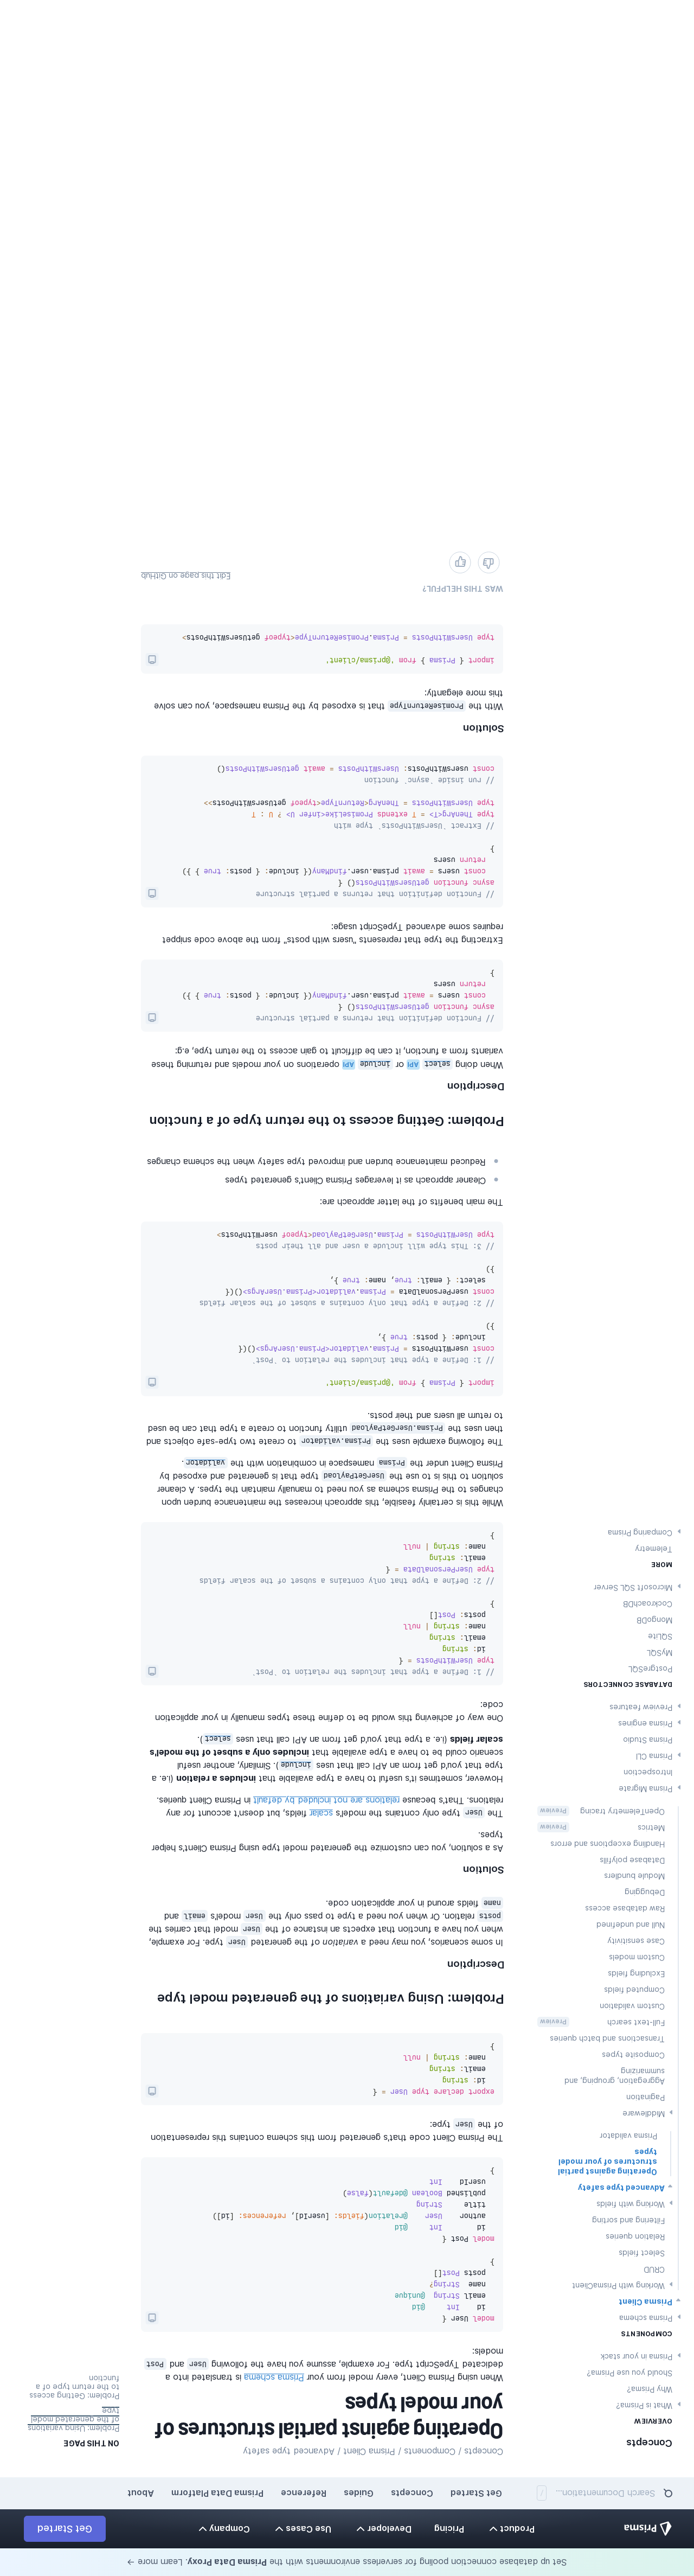 Set up database connection pooling for serverless environments with the Prisma Data Proxy. Learn more →
Prisma
Product
Pricing
Developer
Use Cases
Company
Get Started
Search Documentation...
/
Get Started
Concepts
Guides
Reference
Prisma Data Platform
About
Concepts
OVERVIEW
What is Prisma?
Why Prisma?
Should you use Prisma?
Prisma in your stack
COMPONENTS
Prisma schema
Prisma Client
Working with PrismaClient
CRUD
Select fields
Relation queries
Filtering and sorting
Working with fields
Advanced type safety
Operating against partial
structures of your model
types
Prisma validator
Middleware
Pagination
Aggregation, grouping, and
summarizing
Composite types
Transactions and batch queries
Full-text search Preview
Custom validation
Computed fields
Excluding fields
Custom models
Case sensitivity
Null and undefined
Raw database access
Debugging
Module bundlers
Database polyfills
Handling exceptions and errors
Metrics Preview
OpenTelemetry tracing Preview
Prisma Migrate
Introspection
Prisma CLI
Prisma Studio
Prisma engines
Preview features
DATABASE CONNECTORS
PostgreSQL
MySQL
SQLite
MongoDB
CockroachDB
Microsoft SQL Server
MORE
Telemetry
Comparing Prisma
Concepts / Components / Prisma Client / Advanced type safety
Operating against partial structures of
your model types
When using Prisma Client, every model from your Prisma schema is translated into a
dedicated TypeScript type. For example, assume you have the following User and Post
models:
model User {
id    Int    @id
email String  @unique
name  String?
posts Post[]
}
model Post {
id        Int     @id
author    User    @relation(fields: [userId], references: [id])
title     String
published Boolean @default(false)
userId    Int
}
The Prisma Client code that's generated from this schema contains this representation
of the User type:
export declare type User = {
id: string
email: string
name: string | null
}
Problem: Using variations of the generated model type
Description
In some scenarios, you may need a variation of the generated User type. For example,
when you have a function that expects an instance of the User model that carries the
posts relation. Or when you need a type to pass only the User model's email and
name fields around in your application code.
Solution
As a solution, you can customize the generated model type using Prisma Client's helper
types.
The User type only contains the model's scalar fields, but doesn't account for any
relations. That's because relations are not included by default in Prisma Client queries.
However, sometimes it's useful to have a type available that includes a relation (i.e. a
type that you'd get from an API call that uses include). Similarly, another useful
scenario could be to have a type available that includes only a subset of the model's
scalar fields (i.e. a type that you'd get from an API call that uses select).
One way of achieving this would be to define these types manually in your application
code:
// 1: Define a type that includes the relation to `Post`
type UserWithPosts = {
id: string
email: string
name: string | null
posts: Post[]
}
// 2: Define a type that only contains a subset of the scalar fields
type UserPersonalData = {
email: string
name: string | null
}
While this is certainly feasible, this approach increases the maintenance burden upon
changes to the Prisma schema as you need to manually maintain the types. A cleaner
solution to this is to use the UserGetPayload type that is generated and exposed by
Prisma Client under the Prisma namespace in combination with the validator.
The following example uses the Prisma.validator to create two type-safe objects and
then uses the Prisma.UserGetPayload utility function to create a type that can be used
to return all users and their posts.
import { Prisma } from '@prisma/client'
// 1: Define a type that includes the relation to `Post`
const userWithPosts = Prisma.validator<Prisma.UserArgs>()({
include: { posts: true },
})
// 2: Define a type that only contains a subset of the scalar fields
const userPersonalData = Prisma.validator<Prisma.UserArgs>()({
select: { email: true, name: true },
})
// 3: This type will include a user and all their posts
type UserWithPosts = Prisma.UserGetPayload<typeof userWithPosts>
The main benefits of the latter approach are:
Cleaner approach as it leverages Prisma Client's generated types
Reduced maintenance burden and improved type safety when the schema changes
Problem: Getting access to the return type of a function
Description
When doing select API or include API operations on your models and returning these
variants from a function, it can be difficult to gain access to the return type, e.g:
// Function definition that returns a partial structure
async function getUsersWithPosts() {
const users = await prisma.user.findMany({ include: { posts: true } })
return users
}
Extracting the type that represents "users with posts" from the above code snippet
requires some advanced TypeScript usage:
// Function definition that returns a partial structure
async function getUsersWithPosts() {
const users = await prisma.user.findMany({ include: { posts: true } })
return users
}
// Extract `UsersWithPosts` type with
type ThenArg<T> = T extends PromiseLike<infer U> ? U : T
type UsersWithPosts = ThenArg<ReturnType<typeof getUsersWithPosts>>
// run inside `async` function
const usersWithPosts: UsersWithPosts = await getUsersWithPosts()
Solution
With the PromiseReturnType that is exposed by the Prisma namespace, you can solve
this more elegantly:
import { Prisma } from '@prisma/client'
type UsersWithPosts = Prisma.PromiseReturnType<typeof getUsersWithPosts>
WAS THIS HELPFUL?
Edit this page on GitHub
ON THIS PAGE
Problem: Using variations
of the generated model
type
Problem: Getting access
to the return type of a
function